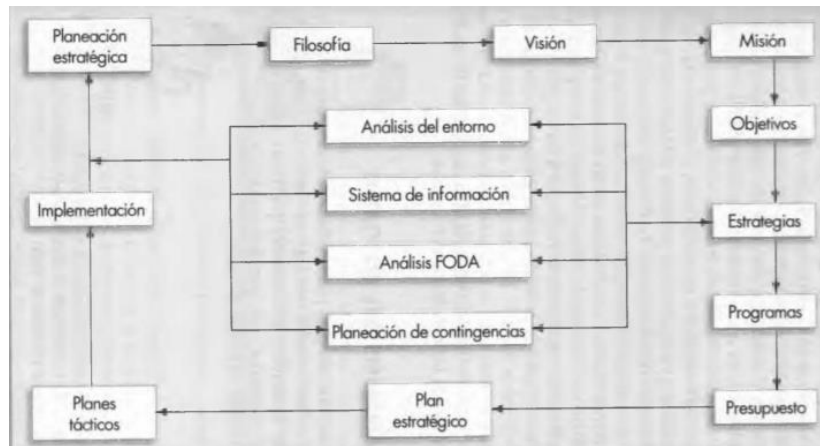 Planeación
estratégica
Filosofía
Visión
Misión
Análisis del entorno
Objetivos
Sistema de información
Implementación
Estrategias
Análisis FODA
Programas
Planeación de contingencias
Planes
tácticos
Plan
estratégico
Presupuesto